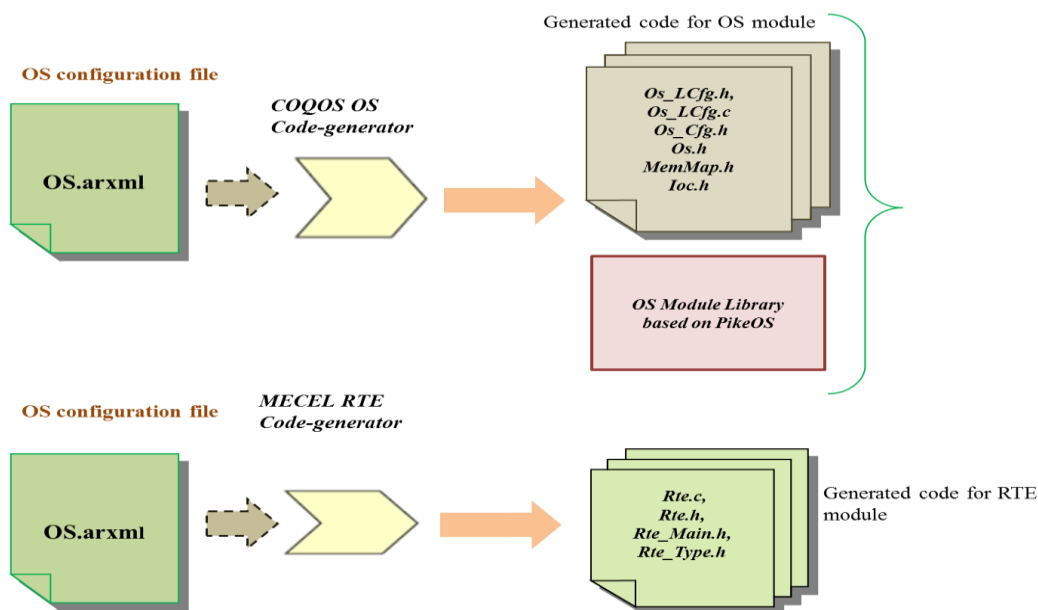 Generated code for OS module
OS configuration file
COQOS OS
Code-generator
OS.arxml
Os_LCfg.h,
Os_LCfg.c
Os_Cfg.h
Os.h
MemMap.h
Ioc.h
OS Module Library
based on PikeOS
OS configuration file
MECEL RTE
Code-generator
OS.arxml
Rte.c,
Rte.h,
Rte_Main.h,
Rte_Type.h
Generated code for RTE
module